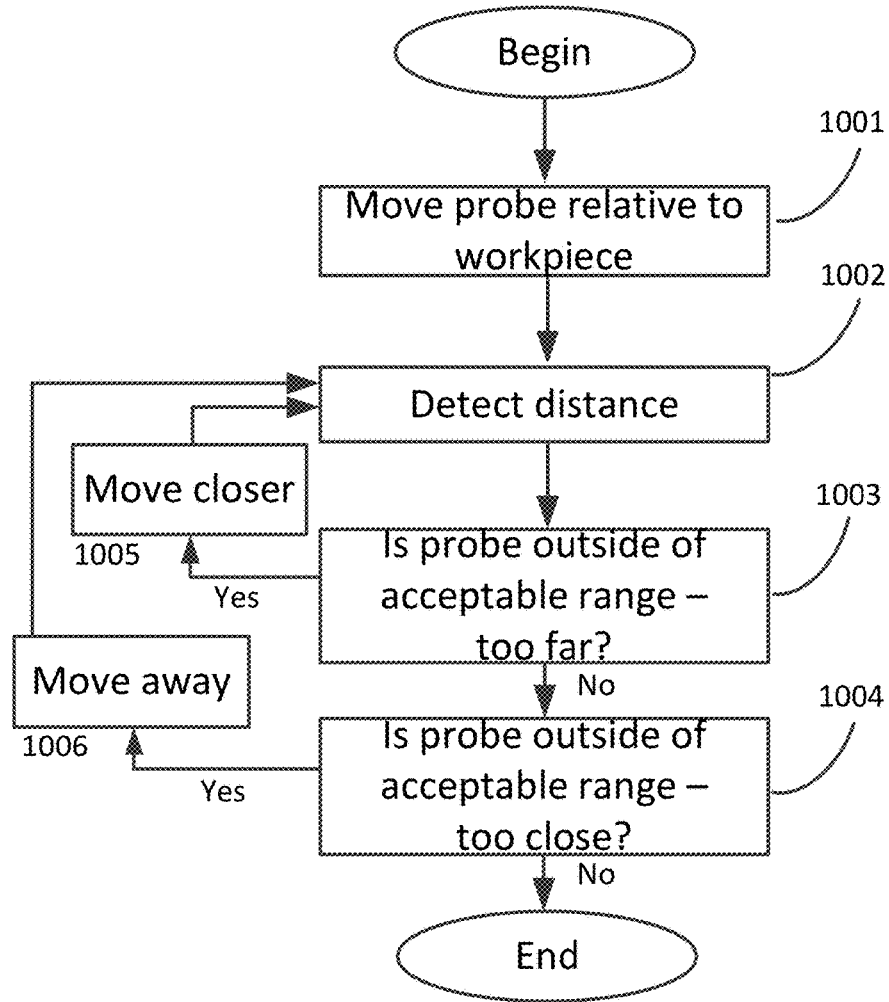 Begin
1001
Move probe relative to
workpiece
1002
Detect distance
Move closer
1005
Yes
1003
Is probe outside of
acceptable range –
too far?
No
Move away
1006
Yes
1004
Is probe outside of
acceptable range –
too close?
No
End